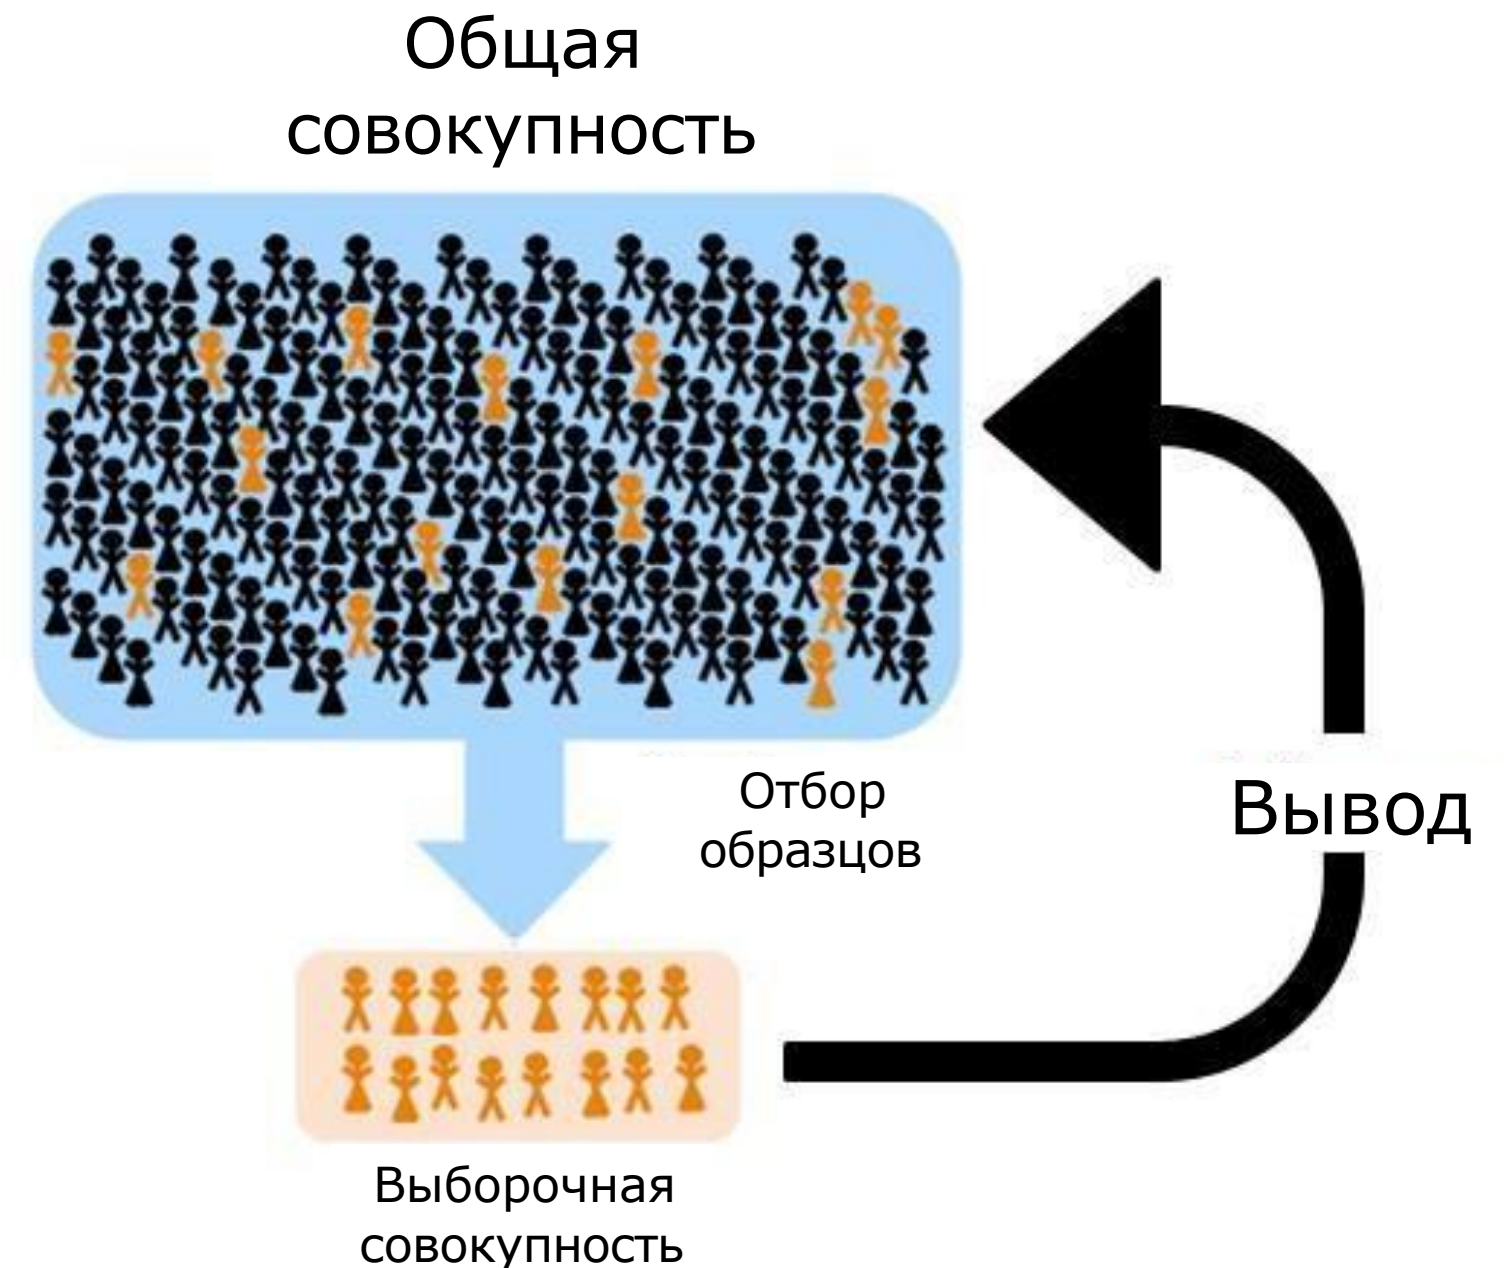 Общая
совокупность
Отбор
образцов
Вывод
Выборочная
совокупность